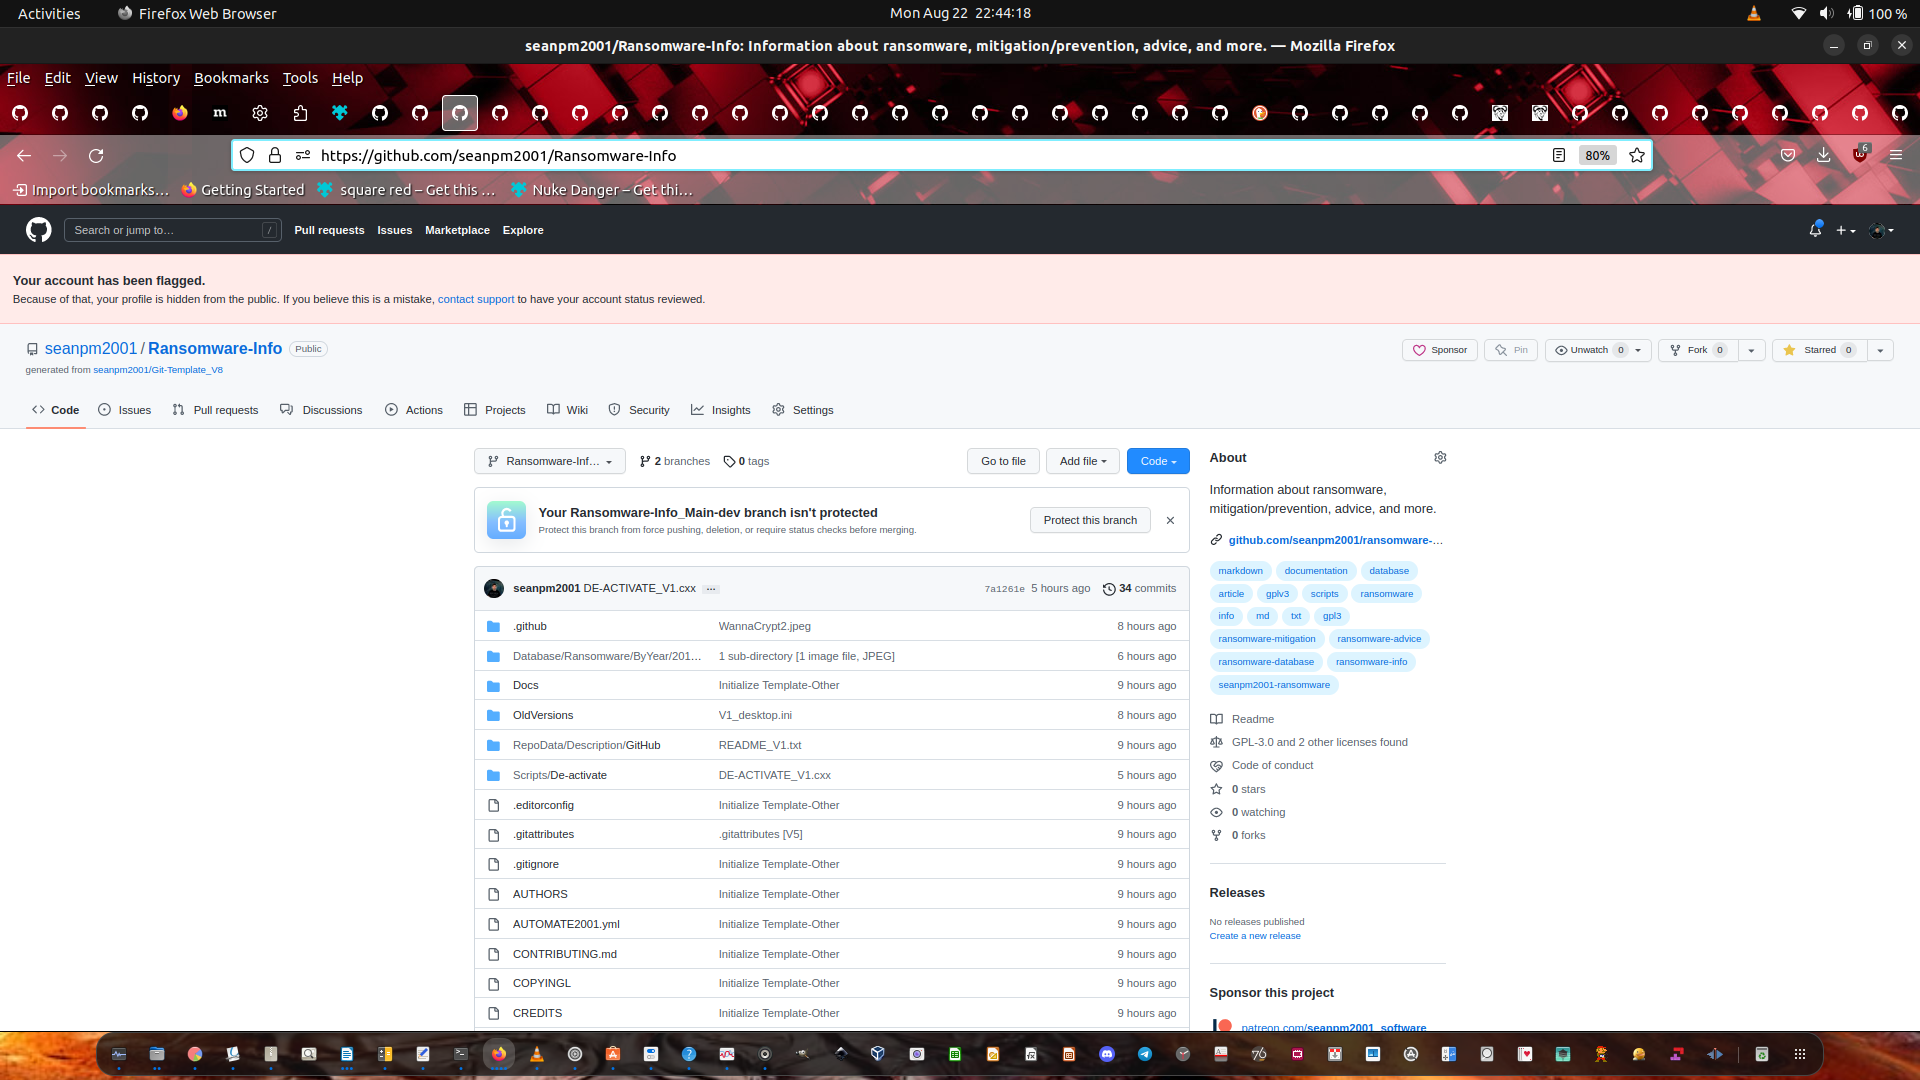 Activities Firefox Web Browser Mon Aug 22 22:44:18 100 %
seanpm2001/Ransomware-Info: Information about ransomware, mitigation/prevention, advice, and more. — Mozilla Firefox
File Edit View History Bookmarks Tools Help
https://github.com/seanpm2001/Ransomware-Info 80% 6
Import bookmarks… Getting Started square red – Get this … Nuke Danger – Get thi…
Search or jump to… / Pull requests Issues Marketplace Explore
Your account has been flagged.
Because of that, your profile is hidden from the public. If you believe this is a mistake, contact support to have your account status reviewed.
seanpm2001 / Ransomware-Info Public
Sponsor Pin Unwatch 0 Fork 0 Starred 0
generated from seanpm2001/Git-Template_V8
Code Issues Pull requests Discussions Actions Projects Wiki Security Insights Settings
Ransomware-Inf… 2 branches 0 tags Go to file Add file Code
Your Ransomware-Info_Main-dev branch isn't protected
Protect this branch from force pushing, deletion, or require status checks before merging.
Protect this branch
seanpm2001 DE-ACTIVATE_V1.cxx … 7a1261e 5 hours ago 34 commits
.github WannaCrypt2.jpeg 8 hours ago
Database/Ransomware/ByYear/201… 1 sub-directory [1 image file, JPEG] 6 hours ago
Docs Initialize Template-Other 9 hours ago
OldVersions V1_desktop.ini 8 hours ago
RepoData/Description/GitHub README_V1.txt 9 hours ago
Scripts/De-activate DE-ACTIVATE_V1.cxx 5 hours ago
.editorconfig Initialize Template-Other 9 hours ago
.gitattributes .gitattributes [V5] 9 hours ago
.gitignore Initialize Template-Other 9 hours ago
AUTHORS Initialize Template-Other 9 hours ago
AUTOMATE2001.yml Initialize Template-Other 9 hours ago
CONTRIBUTING.md Initialize Template-Other 9 hours ago
COPYINGL Initialize Template-Other 9 hours ago
CREDITS Initialize Template-Other 9 hours ago
About
Information about ransomware,
mitigation/prevention, advice, and more.
github.com/seanpm2001/ransomware-…
markdown documentation database
article gplv3 scripts ransomware
info md txt gpl3
ransomware-mitigation ransomware-advice
ransomware-database ransomware-info
seanpm2001-ransomware
Readme
GPL-3.0 and 2 other licenses found
Code of conduct
0 stars
0 watching
0 forks
Releases
No releases published
Create a new release
Sponsor this project
patreon.com/seanpm2001_software